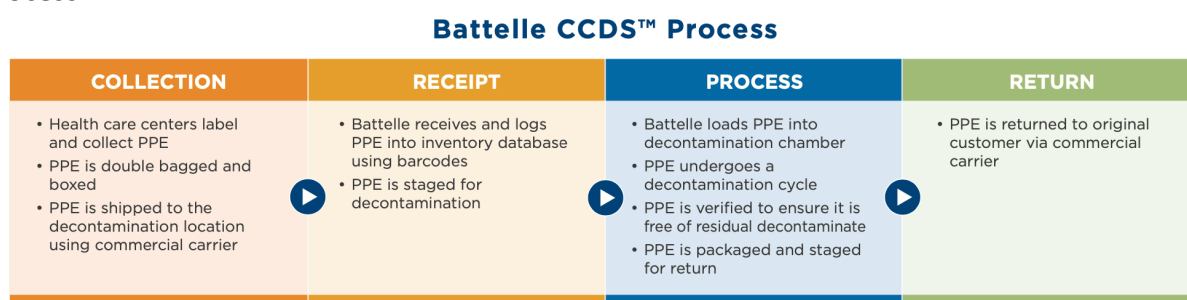 Battelle CCDS™ Process
COLLECTION
• Health care centers label
and collect PPE
• PPE is double bagged and
boxed
• PPE is shipped to the
decontamination location
using commercial carrier
RECEIPT
• Battelle receives and logs
PPE into inventory database
using barcodes
• PPE is staged for
decontamination
PROCESS
• Battelle loads PPE into
decontamination chamber
• PPE undergoes a
decontamination cycle
• PPE is verified to ensure it is
free of residual decontaminate
• PPE is packaged and staged
for return
RETURN
• PPE is returned to original
customer via commercial
carrier